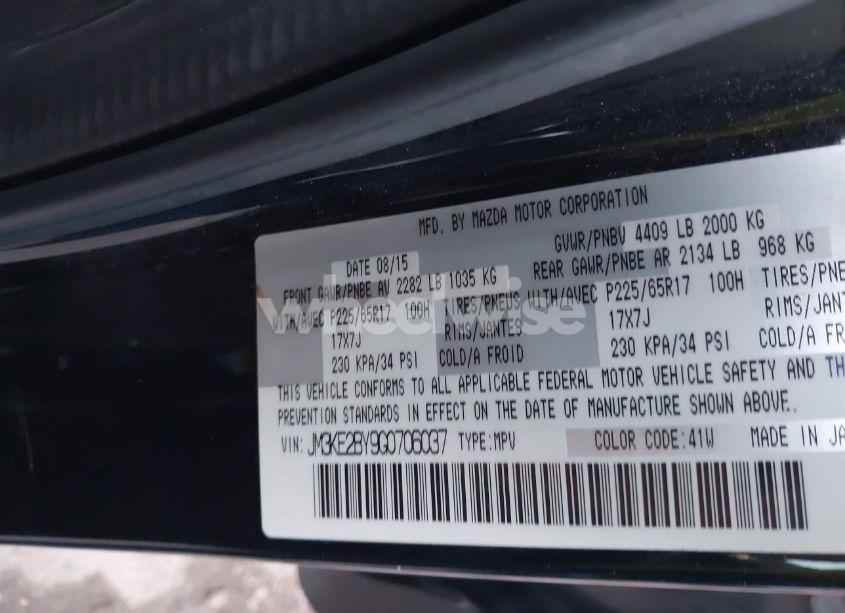 MFD. BY MAZDA MOTOR CORPORATION
DATE 08/15 GVWR/PNBV 4409 LB 2000 KG
FRONT GAWR/PNBE AV 2282 LB 1035 KG REAR GAWR/PNBE AR 2134 LB 968 KG
WITH/AVEC P225/65R17 100H TIRES/PNEUS WITH/AVEC P225/65R17 100H TIRES/PNE
17X7J RIMS/JANTES 17X7J RIMS/JANTE
230 KPA/34 PSI COLD/A FROID 230 KPA/34 PSI COLD/A FR
THIS VEHICLE CONFORMS TO ALL APPLICABLE FEDERAL MOTOR VEHICLE SAFETY AND TH
PREVENTION STANDARDS IN EFFECT ON THE DATE OF MANUFACTURE SHOWN ABOVE.
VIN: JM3KE2BY9G0706037 TYPE:MPV COLOR CODE:41W MADE IN JA
wheelwise